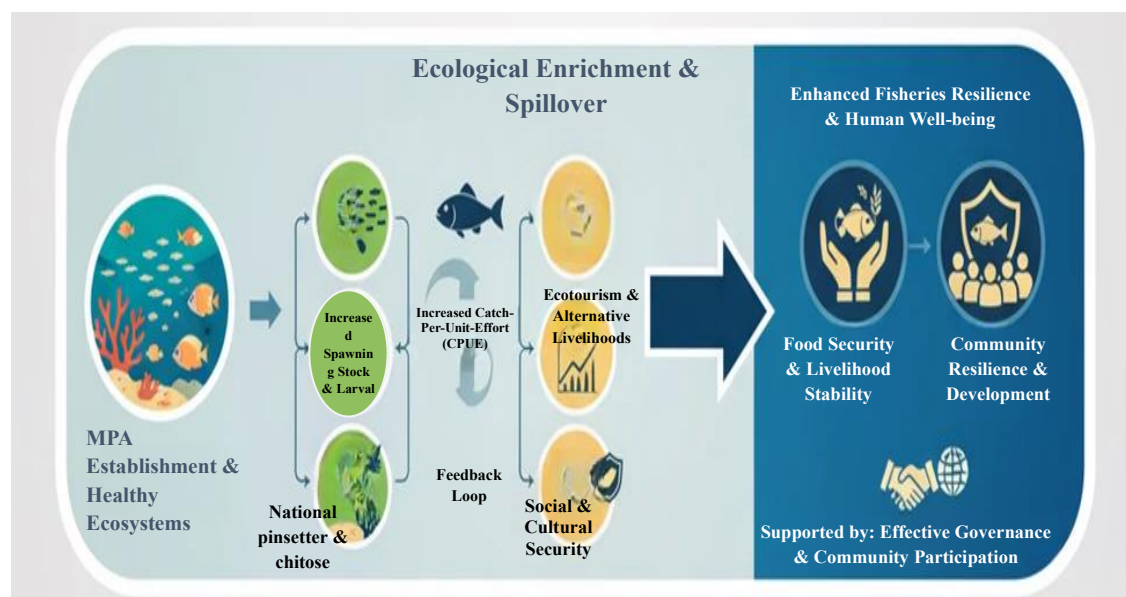 Ecological Enrichment &
Spillover
MPA
Establishment &
Healthy
Ecosystems
Increase
d
Spawnin
g Stock
& Larval
National
pinsetter &
chitose
Increased Catch-
Per-Unit-Effort
(CPUE)
Feedback
Loop
Ecotourism &
Alternative
Livelihoods
Social &
Cultural
Security
Enhanced Fisheries Resilience
& Human Well-being
Food Security
& Livelihood
Stability
Community
Resilience &
Development
Supported by: Effective Governance
& Community Participation